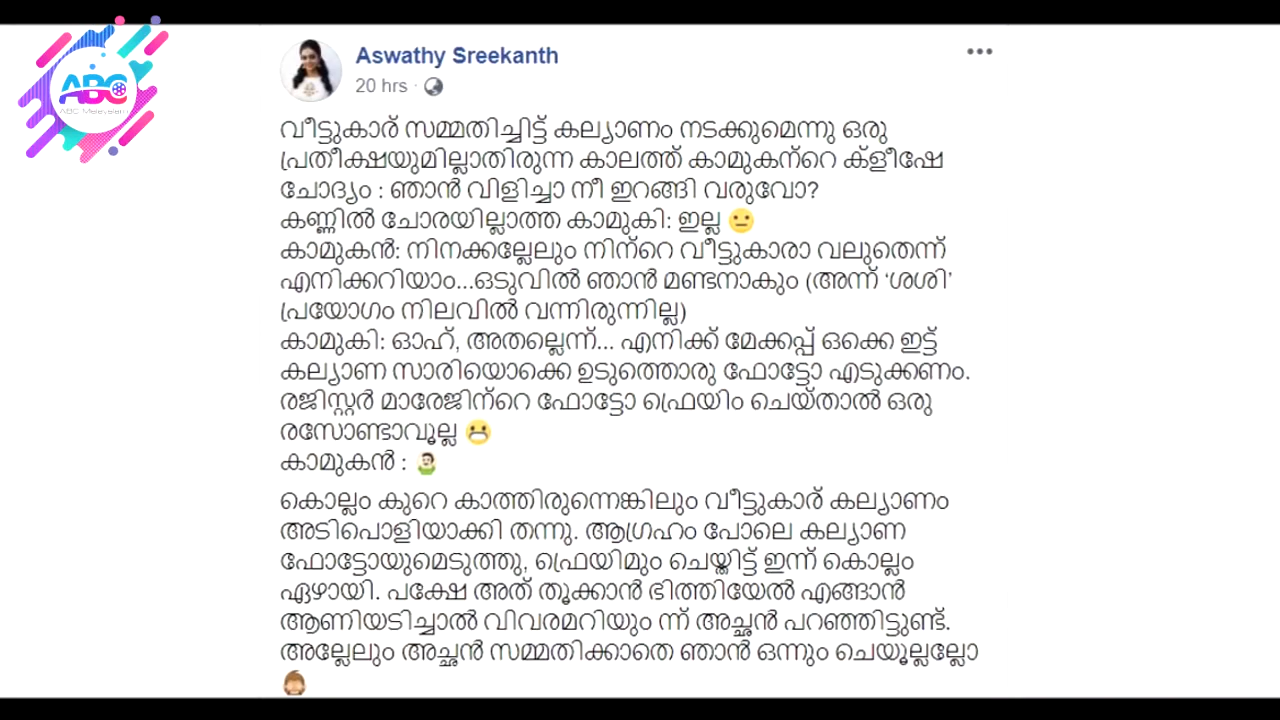 ABC
ABC Malayalam
Aswathy Sreekanth
20 hrs ·
വീട്ടുകാര് സമ്മതിച്ചിട്ട് കല്യാണം നടക്കുമെന്നു ഒരു
പ്രതീക്ഷയുമില്ലാതിരുന്ന കാലത്ത് കാമുകന്റെ ക്ളീഷേ
ചോദ്യം : ഞാൻ വിളിച്ചാ നീ ഇറങ്ങി വരുവോ?
കണ്ണിൽ ചോരയില്ലാത്ത കാമുകി: ഇല്ല 😐
കാമുകൻ: നിനക്കല്ലേലും നിന്റെ വീട്ടുകാരാ വലുതെന്ന്
എനിക്കറിയാം...ഒടുവിൽ ഞാൻ മണ്ടനാകും (അന്ന് ‘ശശി’
പ്രയോഗം നിലവിൽ വന്നിരുന്നില്ല)
കാമുകി: ഓഹ്, അതല്ലെന്ന്... എനിക്ക് മേക്കപ്പ് ഒക്കെ ഇട്ട്
കല്യാണ സാരിയൊക്കെ ഉടുത്തൊരു ഫോട്ടോ എടുക്കണം.
രജിസ്റ്റർ മാരേജിന്റെ ഫോട്ടോ ഫ്രെയിം ചെയ്‌താൽ ഒരു
രസോണ്ടാവൂല്ല 😬
കാമുകൻ : 🤷‍♂️
കൊല്ലം കുറെ കാത്തിരുന്നെങ്കിലും വീട്ടുകാര് കല്യാണം
അടിപൊളിയാക്കി തന്നു. ആഗ്രഹം പോലെ കല്യാണ
ഫോട്ടോയുമെടുത്തു, ഫ്രെയിമും ചെയ്തിട്ട് ഇന്ന് കൊല്ലം
ഏഴായി. പക്ഷേ അത് തൂക്കാൻ ഭിത്തിയേൽ എങ്ങാൻ
ആണിയടിച്ചാൽ വിവരമറിയും ന്ന് അച്ഛൻ പറഞ്ഞിട്ടുണ്ട്.
അല്ലേലും അച്ഛൻ സമ്മതിക്കാതെ ഞാൻ ഒന്നും ചെയൂല്ലല്ലോ